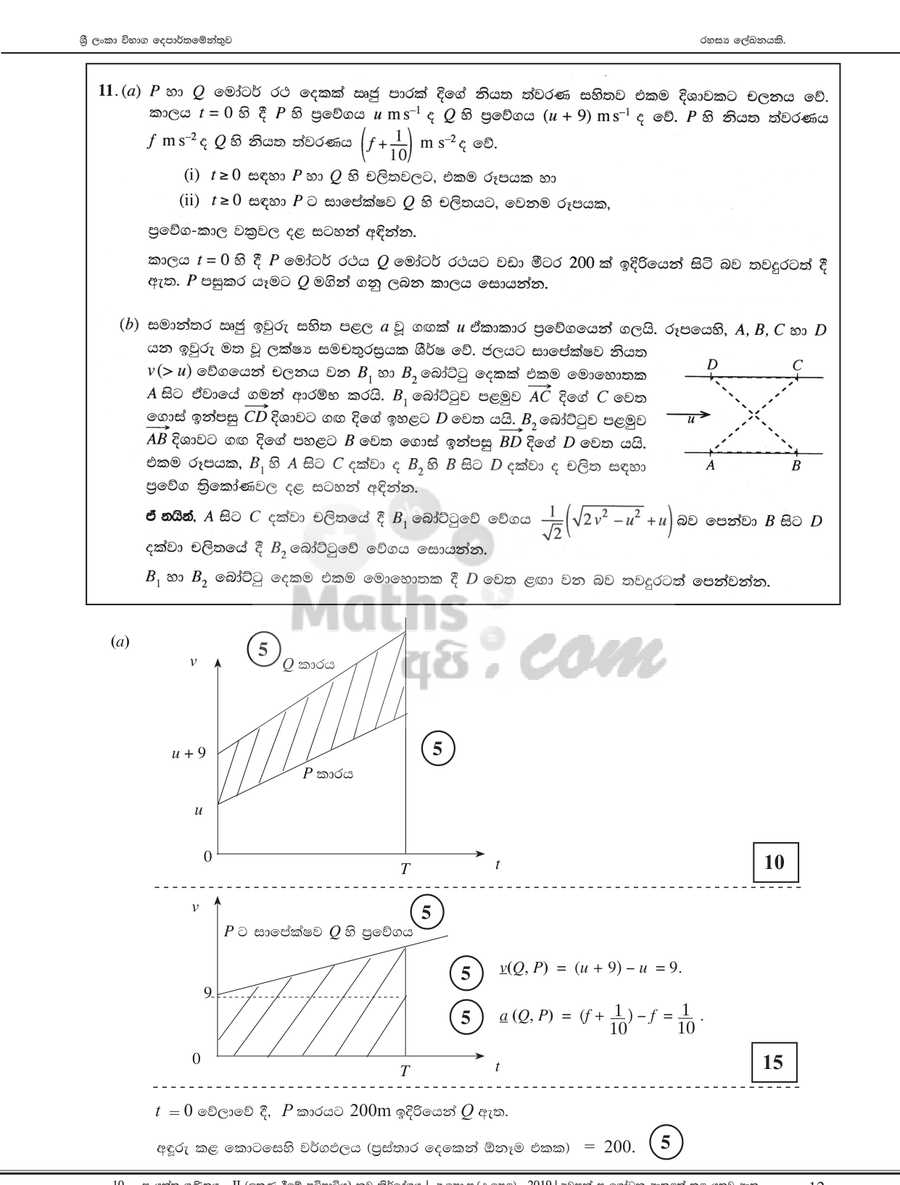 ශ්‍රී ලංකා විභාග දෙපාර්තමේන්තුව
රහස්‍ය ලේඛනයකි.
11. (a) P හා Q මෝටර් රථ දෙකක් ඍජු පාරක් දිගේ නියත ත්වරණ සහිතව එකම දිශාවකට චලනය වේ.
කාලය t = 0 හි දී P හි ප්‍රවේගය u m s⁻¹ ද Q හි ප්‍රවේගය (u + 9) m s⁻¹ ද වේ. P හි නියත ත්වරණය
f m s⁻² ද Q හි නියත ත්වරණය (f + 1/10) m s⁻² ද වේ.
(i) t ≥ 0 සඳහා P හා Q හි චලිතවලට, එකම රූපයක හා
(ii) t ≥ 0 සඳහා P ට සාපේක්ෂව Q හි චලිතයට, වෙනම රූපයක,
ප්‍රවේග-කාල වක්‍රවල දළ සටහන් අඳින්න.
කාලය t = 0 හි දී P මෝටර් රථය Q මෝටර් රථයට වඩා මීටර 200 ක් ඉදිරියෙන් සිටි බව තවදුරටත් දී
ඇත. P පසුකර යෑමට Q මගින් ගනු ලබන කාලය සොයන්න.
(b) සමාන්තර ඍජු ඉවුරු සහිත පළල a වූ ගඟක් u ඒකාකාර ප්‍රවේගයෙන් ගලයි. රූපයෙහි, A, B, C හා D
යන ඉවුරු මත වූ ලක්ෂ්‍ය සමචතුරස්‍රයක ශීර්ෂ වේ. ජලයට සාපේක්ෂව නියත
v (> u) වේගයෙන් චලනය වන B₁ හා B₂ බෝට්ටු දෙකක් එකම මොහොතක
A සිට ඒවායේ ගමන් ආරම්භ කරයි. B₁ බෝට්ටුව පළමුව AC දිගේ C වෙත
ගොස් ඉන්පසු CD දිශාවට ගඟ දිගේ ඉහළට D වෙත යයි. B₂ බෝට්ටුව පළමුව
AB දිශාවට ගඟ දිගේ පහළට B වෙත ගොස් ඉන්පසු BD දිගේ D වෙත යයි.
එකම රූපයක, B₁ හි A සිට C දක්වා ද B₂ හි B සිට D දක්වා ද චලිත සඳහා
ප්‍රවේග ත්‍රිකෝණවල දළ සටහන් අඳින්න.
D C
u
A B
ඒ නයින්, A සිට C දක්වා චලිතයේ දී B₁ බෝට්ටුවේ වේගය 1/√2 (√2v² − u² + u) බව පෙන්වා B සිට D
දක්වා චලිතයේ දී B₂ බෝට්ටුවේ වේගය සොයන්න.
B₁ හා B₂ බෝට්ටු දෙකම එකම මොහොතක දී D වෙත ළඟා වන බව තවදුරටත් පෙන්වන්න.
Maths
අපි .com
(a)
v
5
Q කාරය
5
u + 9
P කාරය
u
0
T
t
10
v
5
P ට සාපේක්ෂව Q හි ප්‍රවේගය
5 v(Q, P) = (u + 9) – u = 9.
9
5 a (Q, P) = (f + 1/10) – f = 1/10 .
0
T
t
15
t = 0 වේලාවේ දී, P කාරයට 200m ඉදිරියෙන් Q ඇත.
අඳුරු කළ කොටසෙහි වර්ගඵලය (ප්‍රස්තාර දෙකෙන් ඕනෑම එකක) = 200. 5